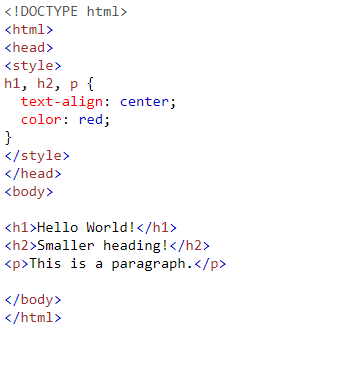 <!DOCTYPE html>
<html>
<head>
<style>
h1, h2, p {
  text-align: center;
  color: red;
}
</style>
</head>
<body>

<h1>Hello World!</h1>
<h2>Smaller heading!</h2>
<p>This is a paragraph.</p>

</body>
</html>